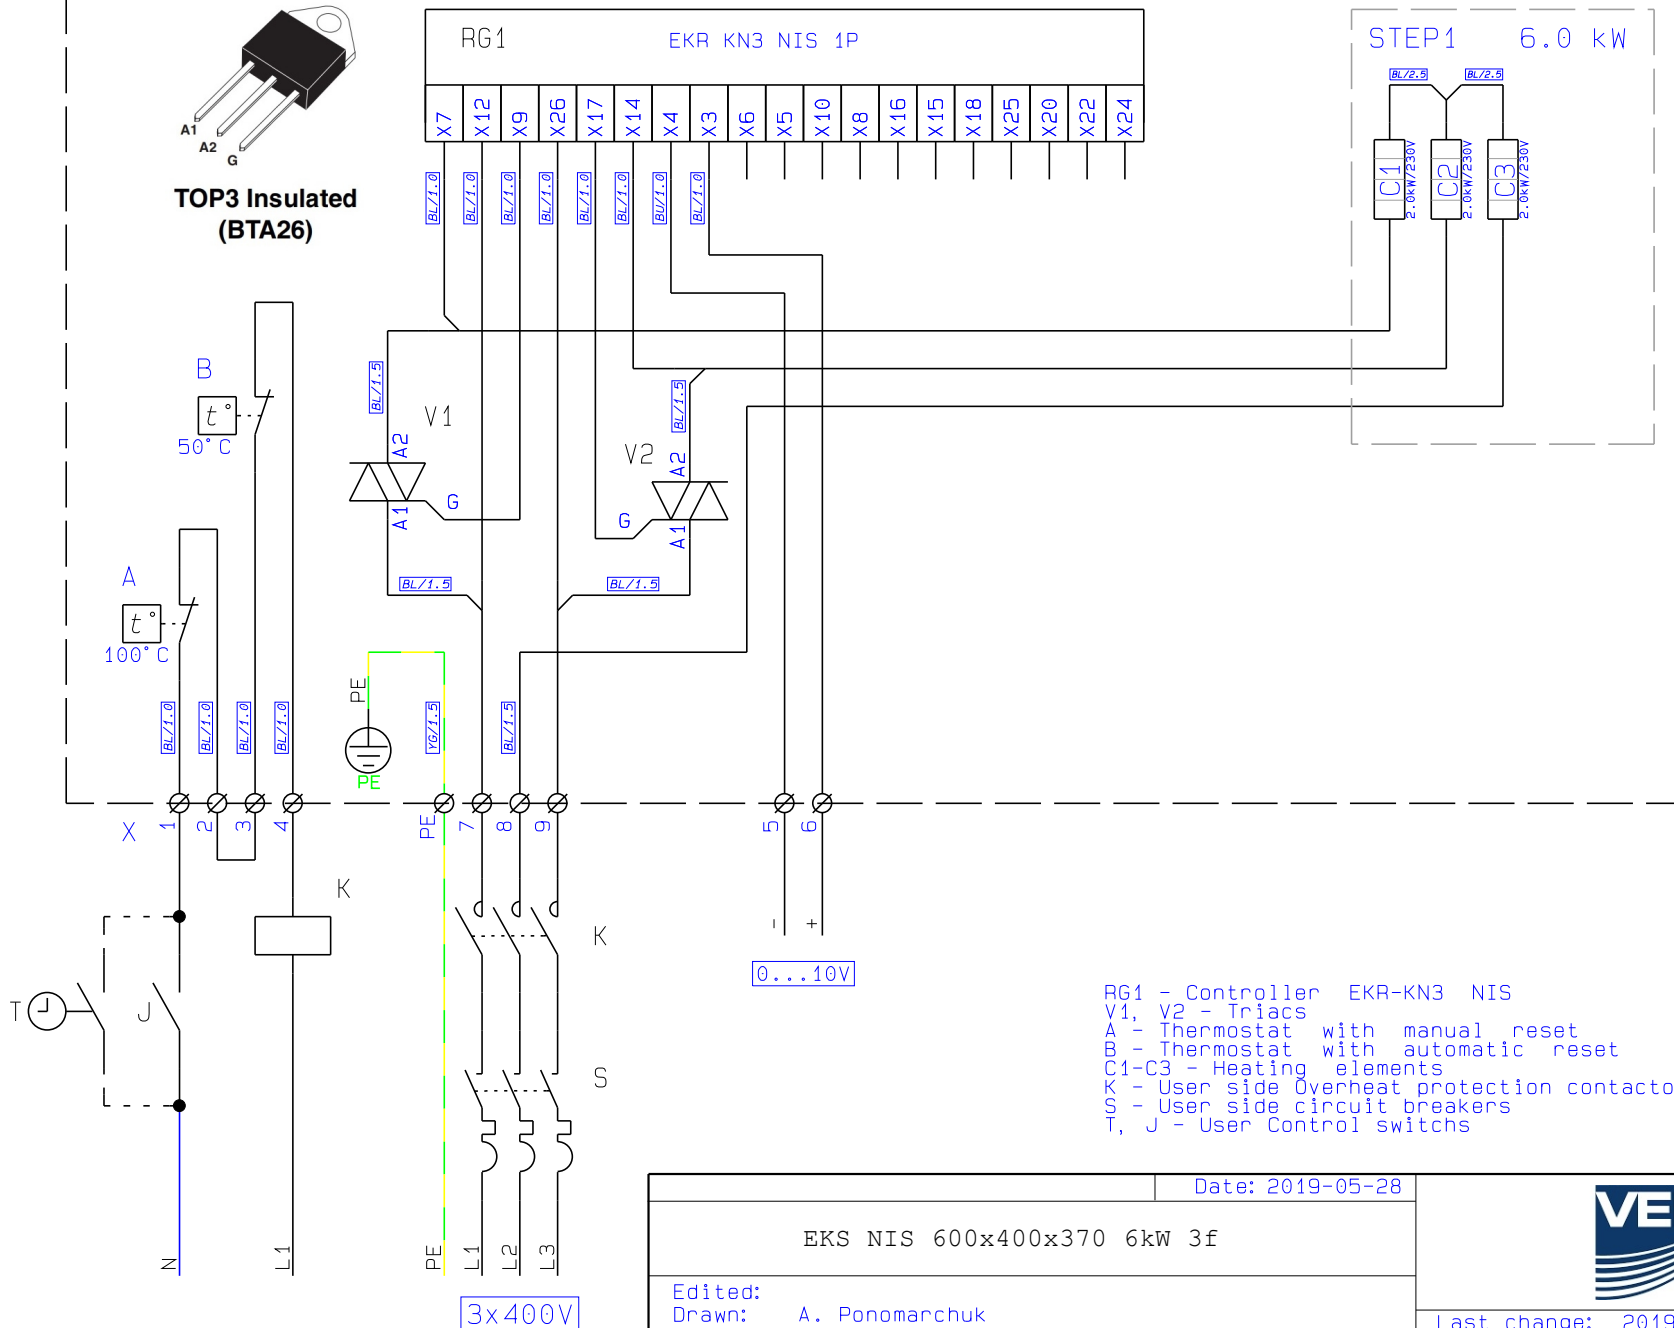 RG1 EKR KN3 NIS 1P
STEP1 6.0 kW
BL/2.5 BL/2.5
X7 X12 X9 X26 X17 X14 X4 X3 X6 X5 X10 X8 X16 X15 X18 X25 X20 X22 X24
A1
A2
G
TOP3 Insulated
(BTA26)
BL/1.0 BL/1.0 BL/1.0 BL/1.0 BL/1.0 BL/1.0 BU/1.0 BL/1.0
C1 2.0kW/230V C2 2.0kW/230V C3 2.0kW/230V
B
t°
50°C
BL/1.5
V1
A2
G
A1
BL/1.5
BL/1.5
V2
A2
G
A1
BL/1.5
A
t°
100°C
BL/1.0 BL/1.0 BL/1.0 BL/1.0
PE
PE
YG/1.5 BL/1.5
X 1 2 3 4 PE 7 8 9 5 6
K
K
- +
0...10V
T J
S
RG1 - Controller EKR-KN3 NIS
V1, V2 - Triacs
A - Thermostat with manual reset
B - Thermostat with automatic reset
C1-C3 - Heating elements
K - User side Overheat protection contacto
S - User side circuit breakers
T, J - User Control switchs
N L1 PE L1 L2 L3
3x400V
Date: 2019-05-28
EKS NIS 600x400x370 6kW 3f
VE
Edited:
Drawn: A. Ponomarchuk
Last change: 2019